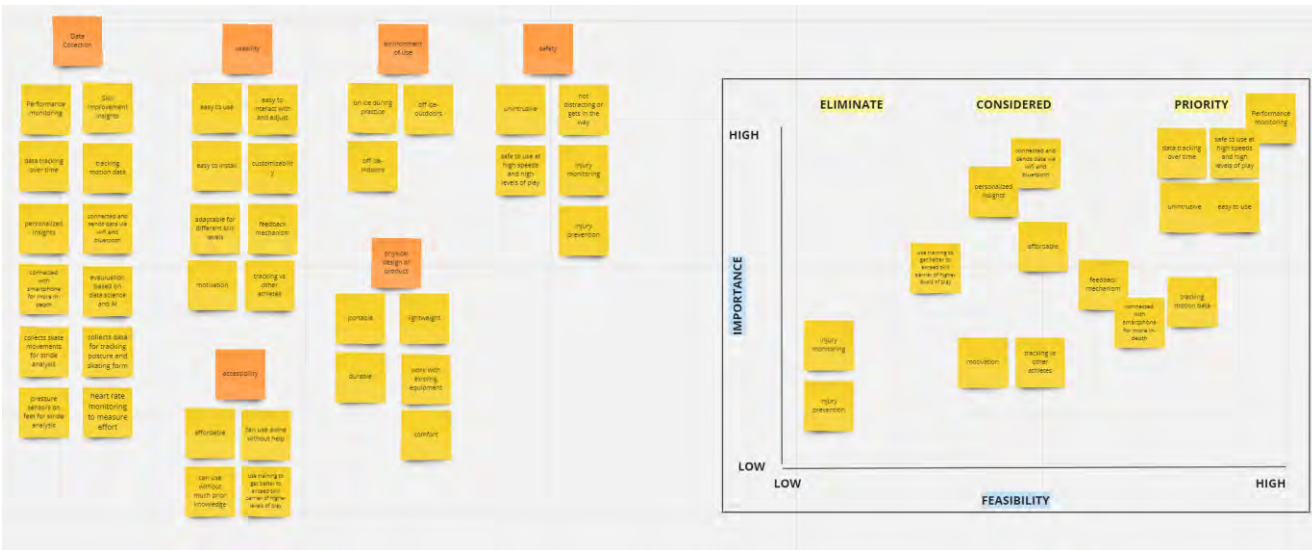 Data
Collection
Performance
monitoring
Skill
improvement
insights
data tracking
over time
tracking
motion data
personalized
insights
connected and
sends data via
wifi and
bluetooth
connected
with
smartphone
for more in-
depth
evauluation
based on
data science
and AI
collects skate
movements
for stride
analysis
collects data
for tracking
posture and
skating form
pressure
sensors on
feet for stride
analysis
heart rate
monitoring
to measure
effort
usability
easy to use
easy to
interact with
and adjust
easy to install
customizabilit
y
adaptable for
different skill
levels
feedback
mechanism
motivation
tracking vs
other
athletes
accessibility
affordable
can use alone
without help
can use
without
much prior
knowledge
use training to
get better to
exceed skill
barrier of higher
levels of play
environment
of use
on ice during
practice
off ice-
outdoors
off ice-
indoors
physical
design of
product
portable
lightweight
durable
work with
existing
equipment
comfort
safety
unintrusive
not
distracting or
gets in the
way
safe to use at
high speeds
and high
levels of play
injury
monitoring
injury
prevention
ELIMINATE
CONSIDERED
PRIORITY
HIGH
IMPORTANCE
LOW
LOW
FEASIBILITY
HIGH
Performance
monitoring
data tracking
over time
safe to use at
high speeds
and high
levels of play
unintrusive
easy to use
connected and
sends data via
wifi and
bluetooth
personalized
insights
affordable
use training to
get better to
exceed skill
barrier of higher
levels of play
feedback
mechanism
connected
with
smartphone
for more in-
depth
tracking
motion data
injury
monitoring
injury
prevention
motivation
tracking vs
other
athletes